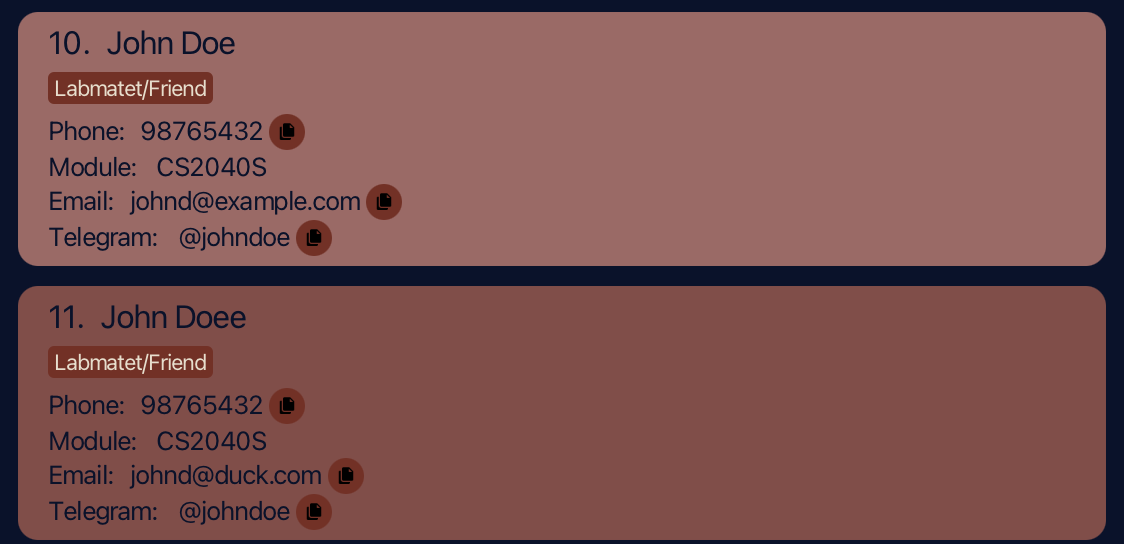 10. John Doe
Labmatet/Friend
Phone: 98765432
Module: CS2040S
Email: johnd@example.com
Telegram: @johndoe
11. John Doee
Labmatet/Friend
Phone: 98765432
Module: CS2040S
Email: johnd@duck.com
Telegram: @johndoe